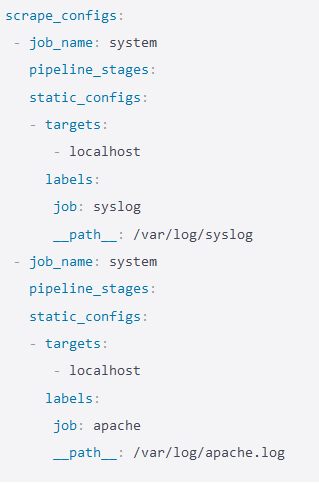 scrape_configs:
 - job_name: system
   pipeline_stages:
   static_configs:
   - targets:
      - localhost
     labels:
      job: syslog
      __path__: /var/log/syslog
 - job_name: system
   pipeline_stages:
   static_configs:
   - targets:
      - localhost
     labels:
      job: apache
      __path__: /var/log/apache.log